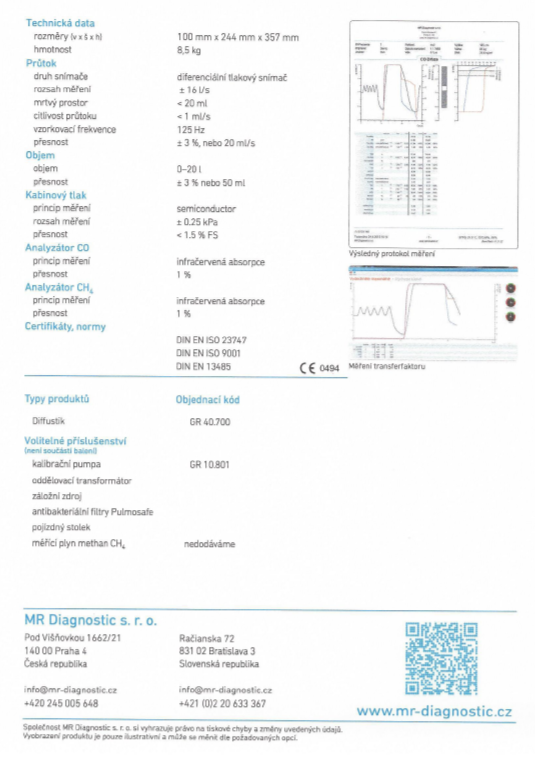 Technická data
rozměry (v x š x h) 100 mm x 244 mm x 357 mm
hmotnost 8,5 kg
Průtok
druh snímače diferenciální tlakový snímač
rozsah měření ± 16 l/s
mrtvý prostor < 20 ml
citlivost průtoku < 1 ml/s
vzorkovací frekvence 125 Hz
přesnost ± 3 %, nebo 20 ml/s
Objem
objem 0–20 l
přesnost ± 3 % nebo 50 ml
Kabinový tlak
princip měření semiconductor
rozsah měření ± 0.25 kPa
přesnost < 1.5 % FS
Analyzátor CO
princip měření infračervená absorpce
přesnost 1 %
Analyzátor CH4
princip měření infračervená absorpce
přesnost 1 %
Certifikáty, normy
DIN EN ISO 23747
DIN EN ISO 9001
DIN EN 13485
CE 0494
Výsledný protokol měření
Měření transferfaktoru
Typy produktů Objednací kód
Diffustik GR 40.700
Volitelné příslušenství
(není součástí balení)
kalibrační pumpa GR 10.801
oddělovací transformátor
záložní zdroj
antibakteriální filtry Pulmosafe
pojízdný stolek
měřící plyn methan CH4 nedodáváme
MR Diagnostic s. r. o.
Pod Višňovkou 1662/21 Račianska 72
140 00 Praha 4 831 02 Bratislava 3
Česká republika Slovenská republika
info@mr-diagnostic.cz info@mr-diagnostic.cz
+420 245 005 648 +421 (0)2 20 633 367
www.mr-diagnostic.cz
Společnost MR Diagnostic s. r. o. si vyhrazuje právo na tiskové chyby a změny uvedených údajů.
Vyobrazení produktu je pouze ilustrativní a může se měnit dle požadovaných opcí.